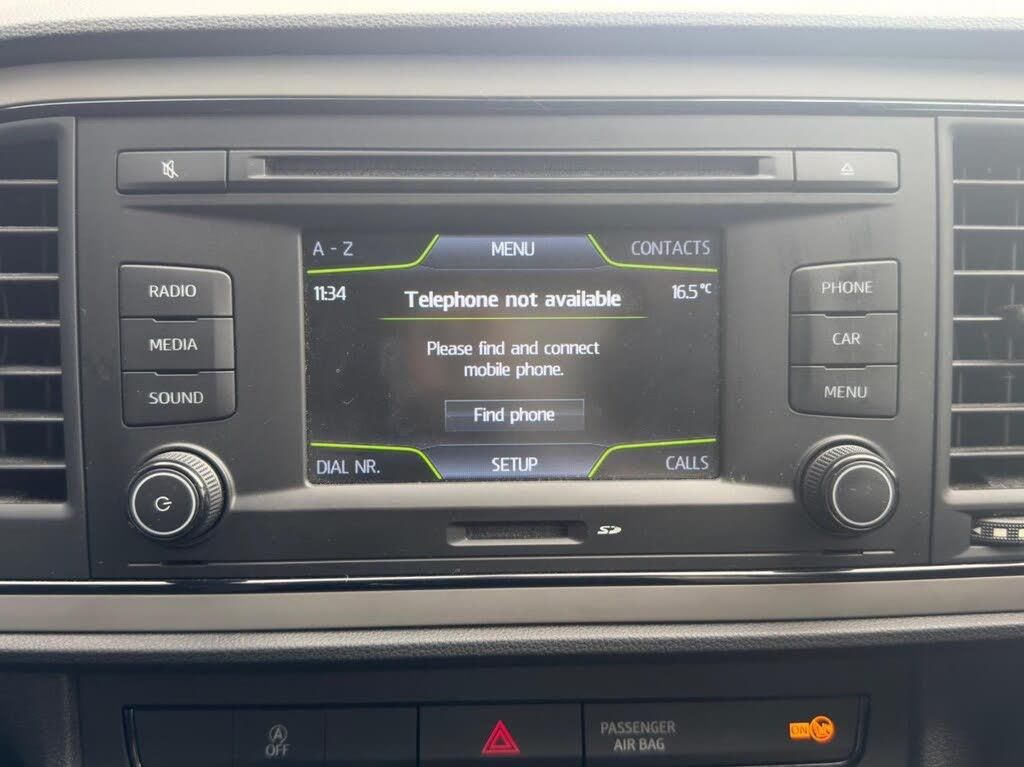 A - Z
MENU
CONTACTS
11:34
Telephone not available
16.5°C
Please find and connect
mobile phone.
Find phone
DIAL NR.
SETUP
CALLS
RADIO
MEDIA
SOUND
PHONE
CAR
MENU
SD
A
OFF
PASSENGER
AIR BAG
ON